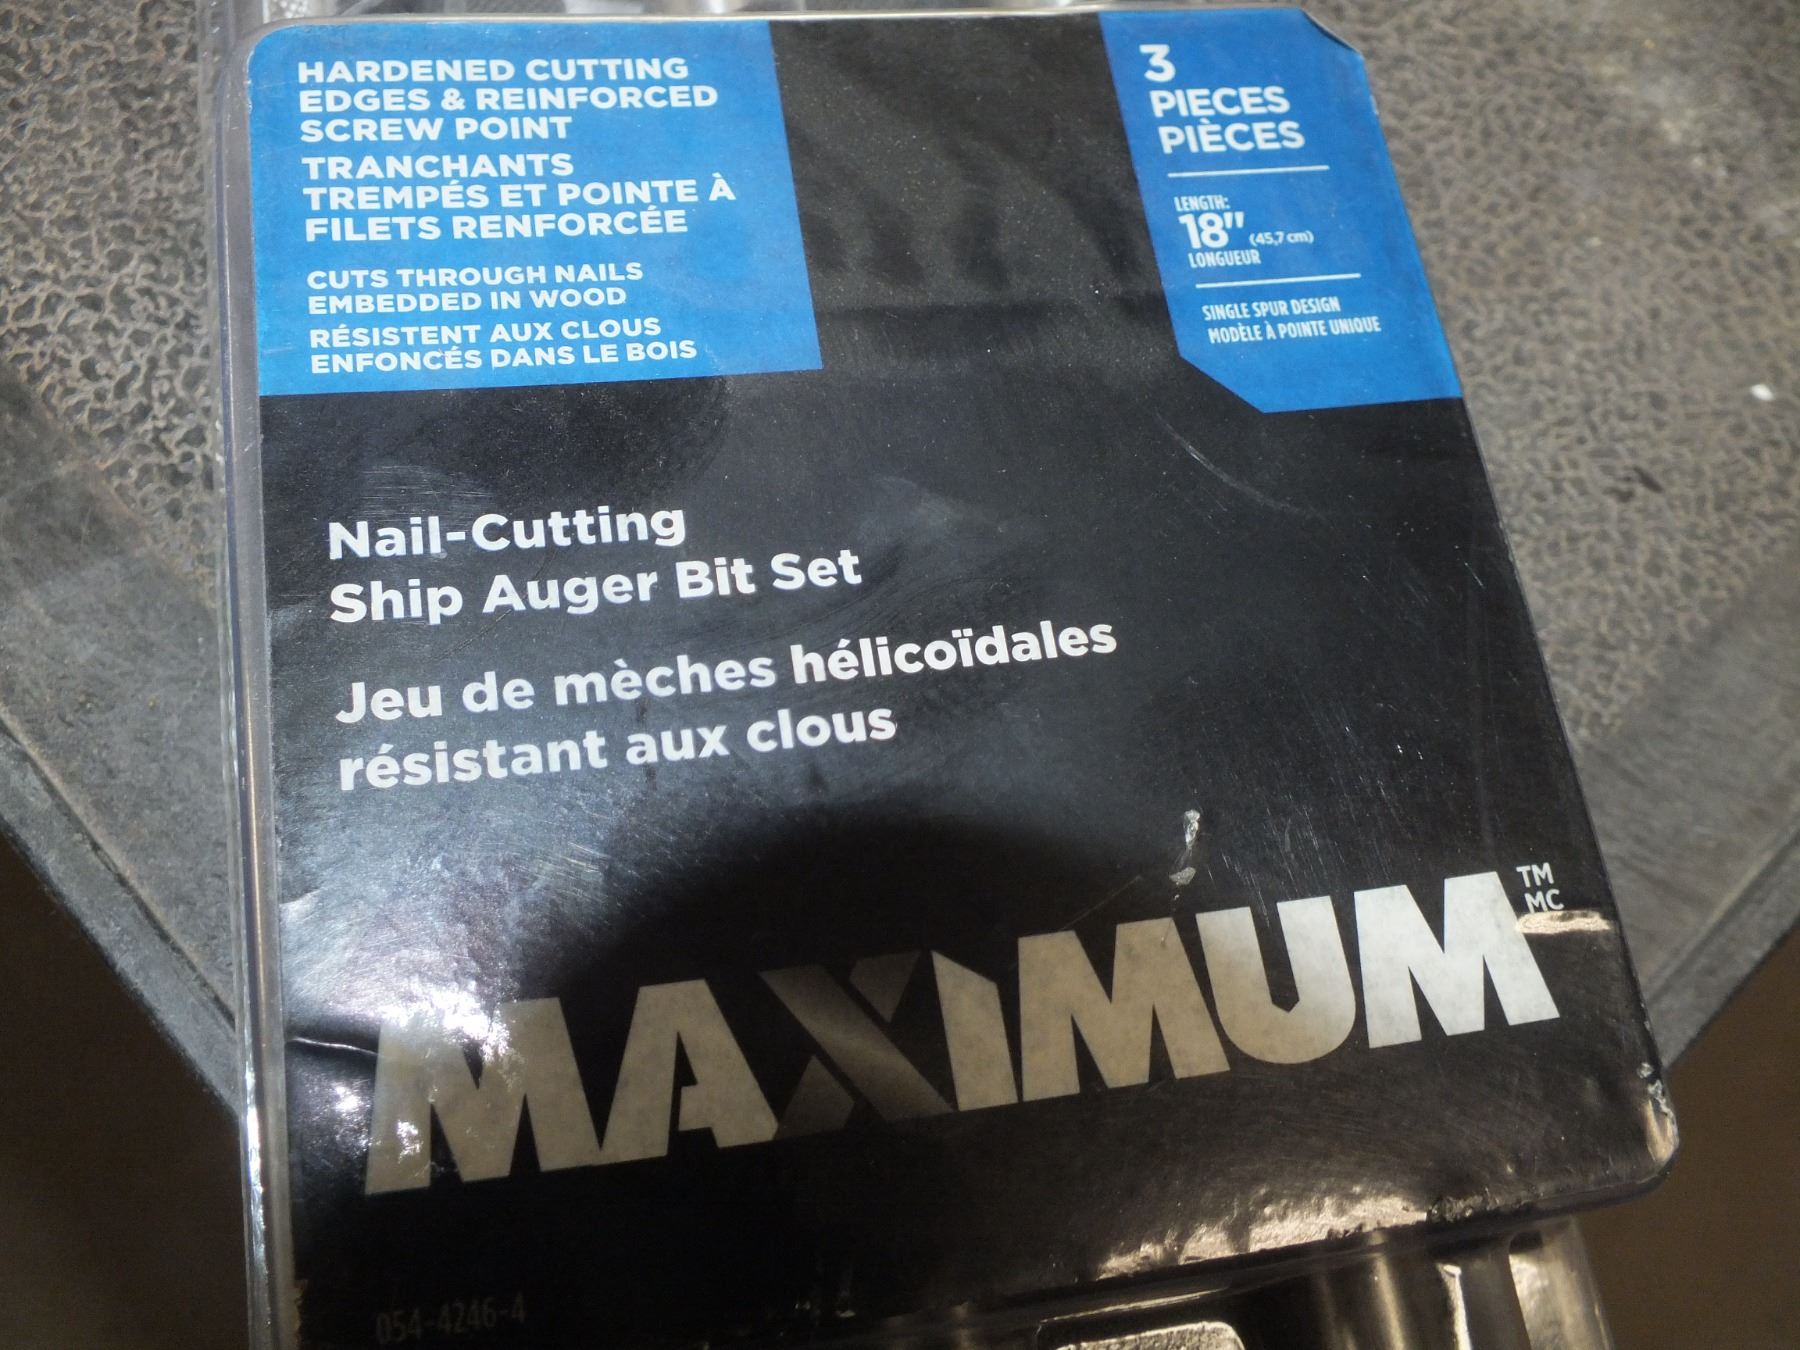 HARDENED CUTTING
EDGES & REINFORCED
SCREW POINT
TRANCHANTS
TREMPÉS ET POINTE À
FILETS RENFORCÉE
CUTS THROUGH NAILS
EMBEDDED IN WOOD
RÉSISTENT AUX CLOUS
ENFONCÉS DANS LE BOIS
3
PIECES
PIÈCES
LENGTH:
18" (45,7 cm)
LONGUEUR
SINGLE SPUR DESIGN
MODÈLE À POINTE UNIQUE
Nail-Cutting
Ship Auger Bit Set
Jeu de mèches hélicoïdales
résistant aux clous
MAXIMUM
TM
MC
054-4246-4